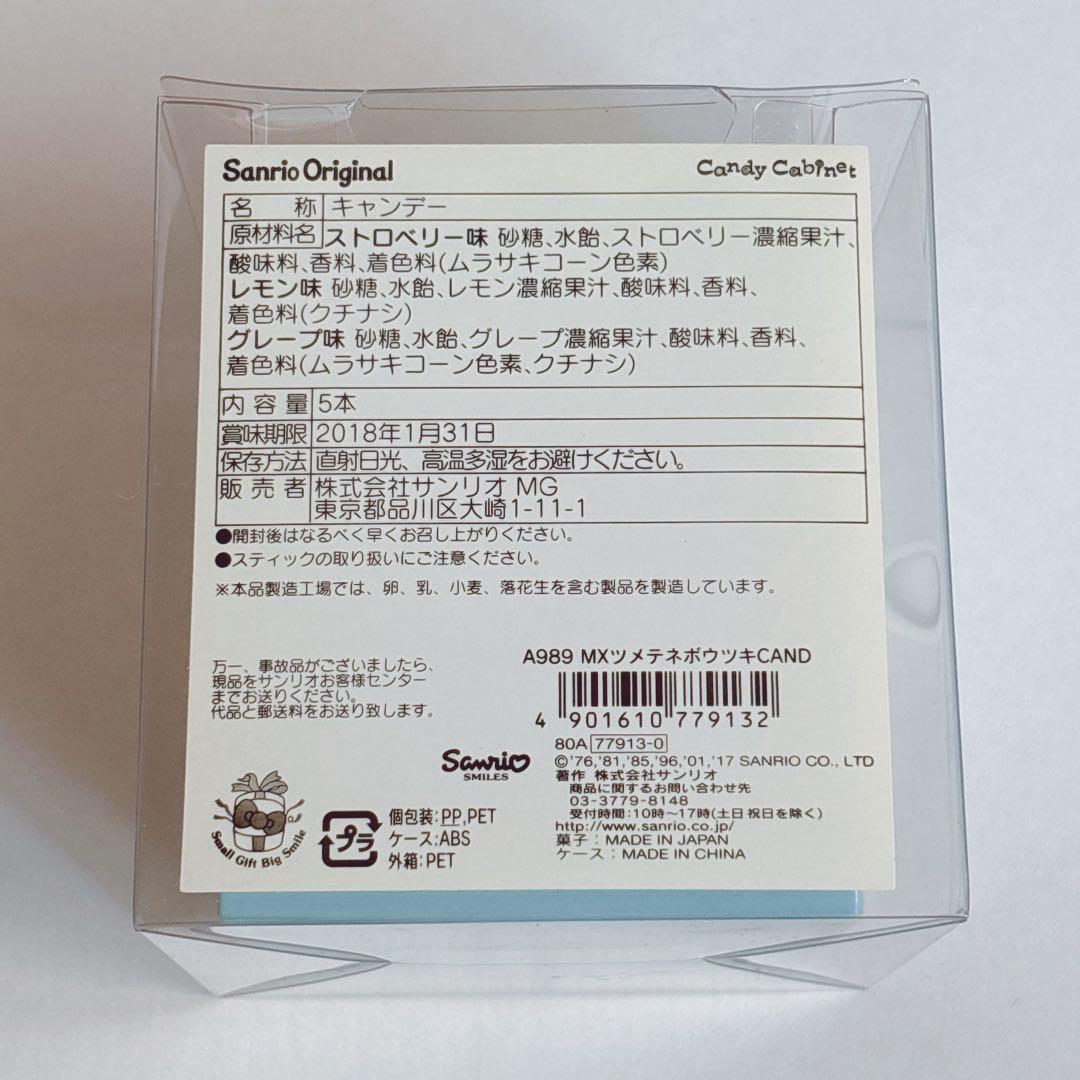 Sanrio Original Candy Cabinet
名 称 キャンデー
原材料名 ストロベリー味 砂糖、水飴、ストロベリー濃縮果汁、
酸味料、香料、着色料(ムラサキコーン色素)
レモン味 砂糖、水飴、レモン濃縮果汁、酸味料、香料、
着色料(クチナシ)
グレープ味 砂糖、水飴、グレープ濃縮果汁、酸味料、香料、
着色料(ムラサキコーン色素、クチナシ)
内容量 5本
賞味期限 2018年1月31日
保存方法 直射日光、高温多湿をお避けください。
販売者 株式会社サンリオ MG
東京都品川区大崎1-11-1
●開封後はなるべく早くお召し上がりください。
●スティックの取り扱いにご注意ください。
※本品製造工場では、卵、乳、小麦、落花生を含む製品を製造しています。
万一、事故品がございましたら、
現品をサンリオお客様センター
までお送りください。
代品と郵送料をお送り致します。
A989 MXツメテネボウツキCAND
4 901610 779132
80A 77913-0
Sanrio
SMILES
©'76,'81,'85,'96,'01,'17 SANRIO CO., LTD
著作 株式会社サンリオ
商品に関するお問い合わせ先
03-3779-8148
受付時間:10時〜17時(土日祝日を除く)
http://www.sanrio.co.jp/
菓子:MADE IN JAPAN
ケース:MADE IN CHINA
Small Gift Big Smile
プラ
個包装:PP,PET
ケース:ABS
外箱:PET